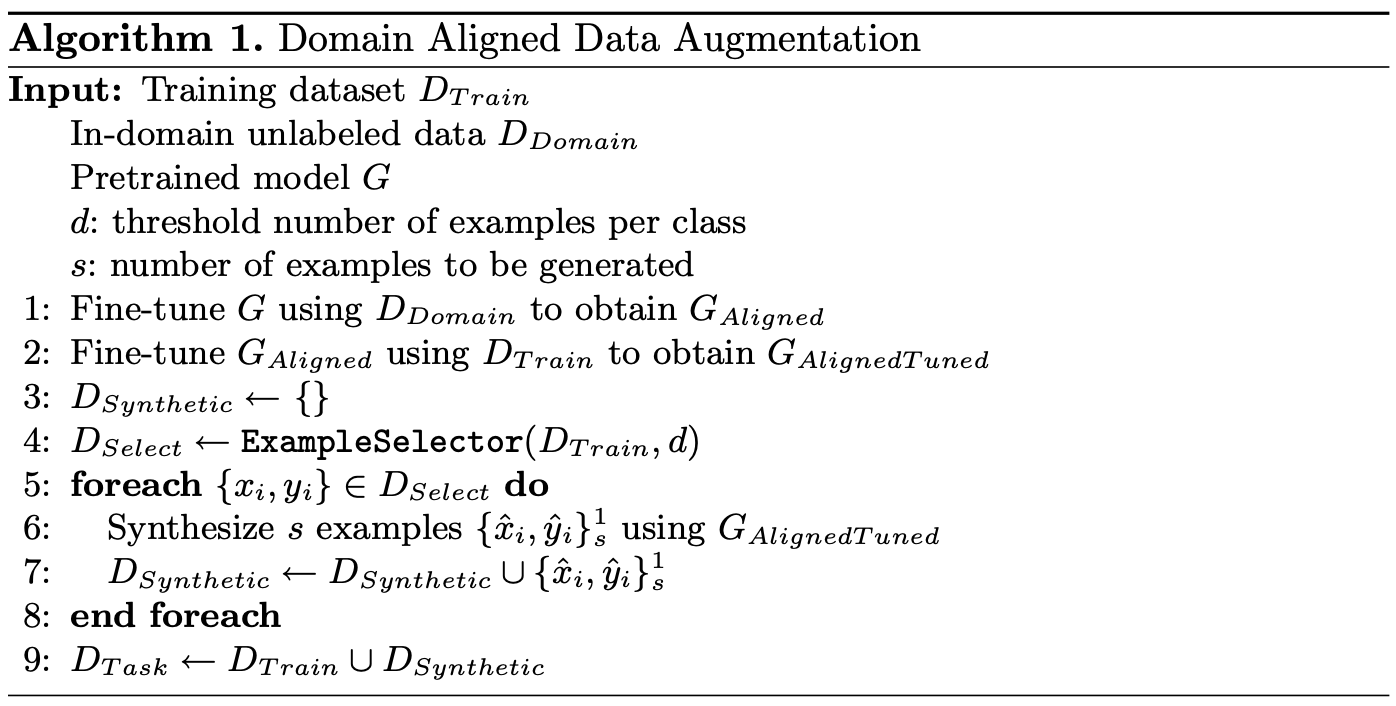 Algorithm 1. Domain Aligned Data Augmentation
Input: Training dataset $D_{Train}$
In-domain unlabeled data $D_{Domain}$
Pretrained model $G$
$d$: threshold number of examples per class
$s$: number of examples to be generated
1: Fine-tune $G$ using $D_{Domain}$ to obtain $G_{Aligned}$
2: Fine-tune $G_{Aligned}$ using $D_{Train}$ to obtain $G_{AlignedTuned}$
3: $D_{Synthetic} \leftarrow \{\}$
4: $D_{Select} \leftarrow \texttt{ExampleSelector}(D_{Train}, d)$
5: foreach $\{x_i, y_i\} \in D_{Select}$ do
6: Synthesize $s$ examples $\{\hat{x}_i, \hat{y}_i\}_s^1$ using $G_{AlignedTuned}$
7: $D_{Synthetic} \leftarrow D_{Synthetic} \cup \{\hat{x}_i, \hat{y}_i\}_s^1$
8: end foreach
9: $D_{Task} \leftarrow D_{Train} \cup D_{Synthetic}$